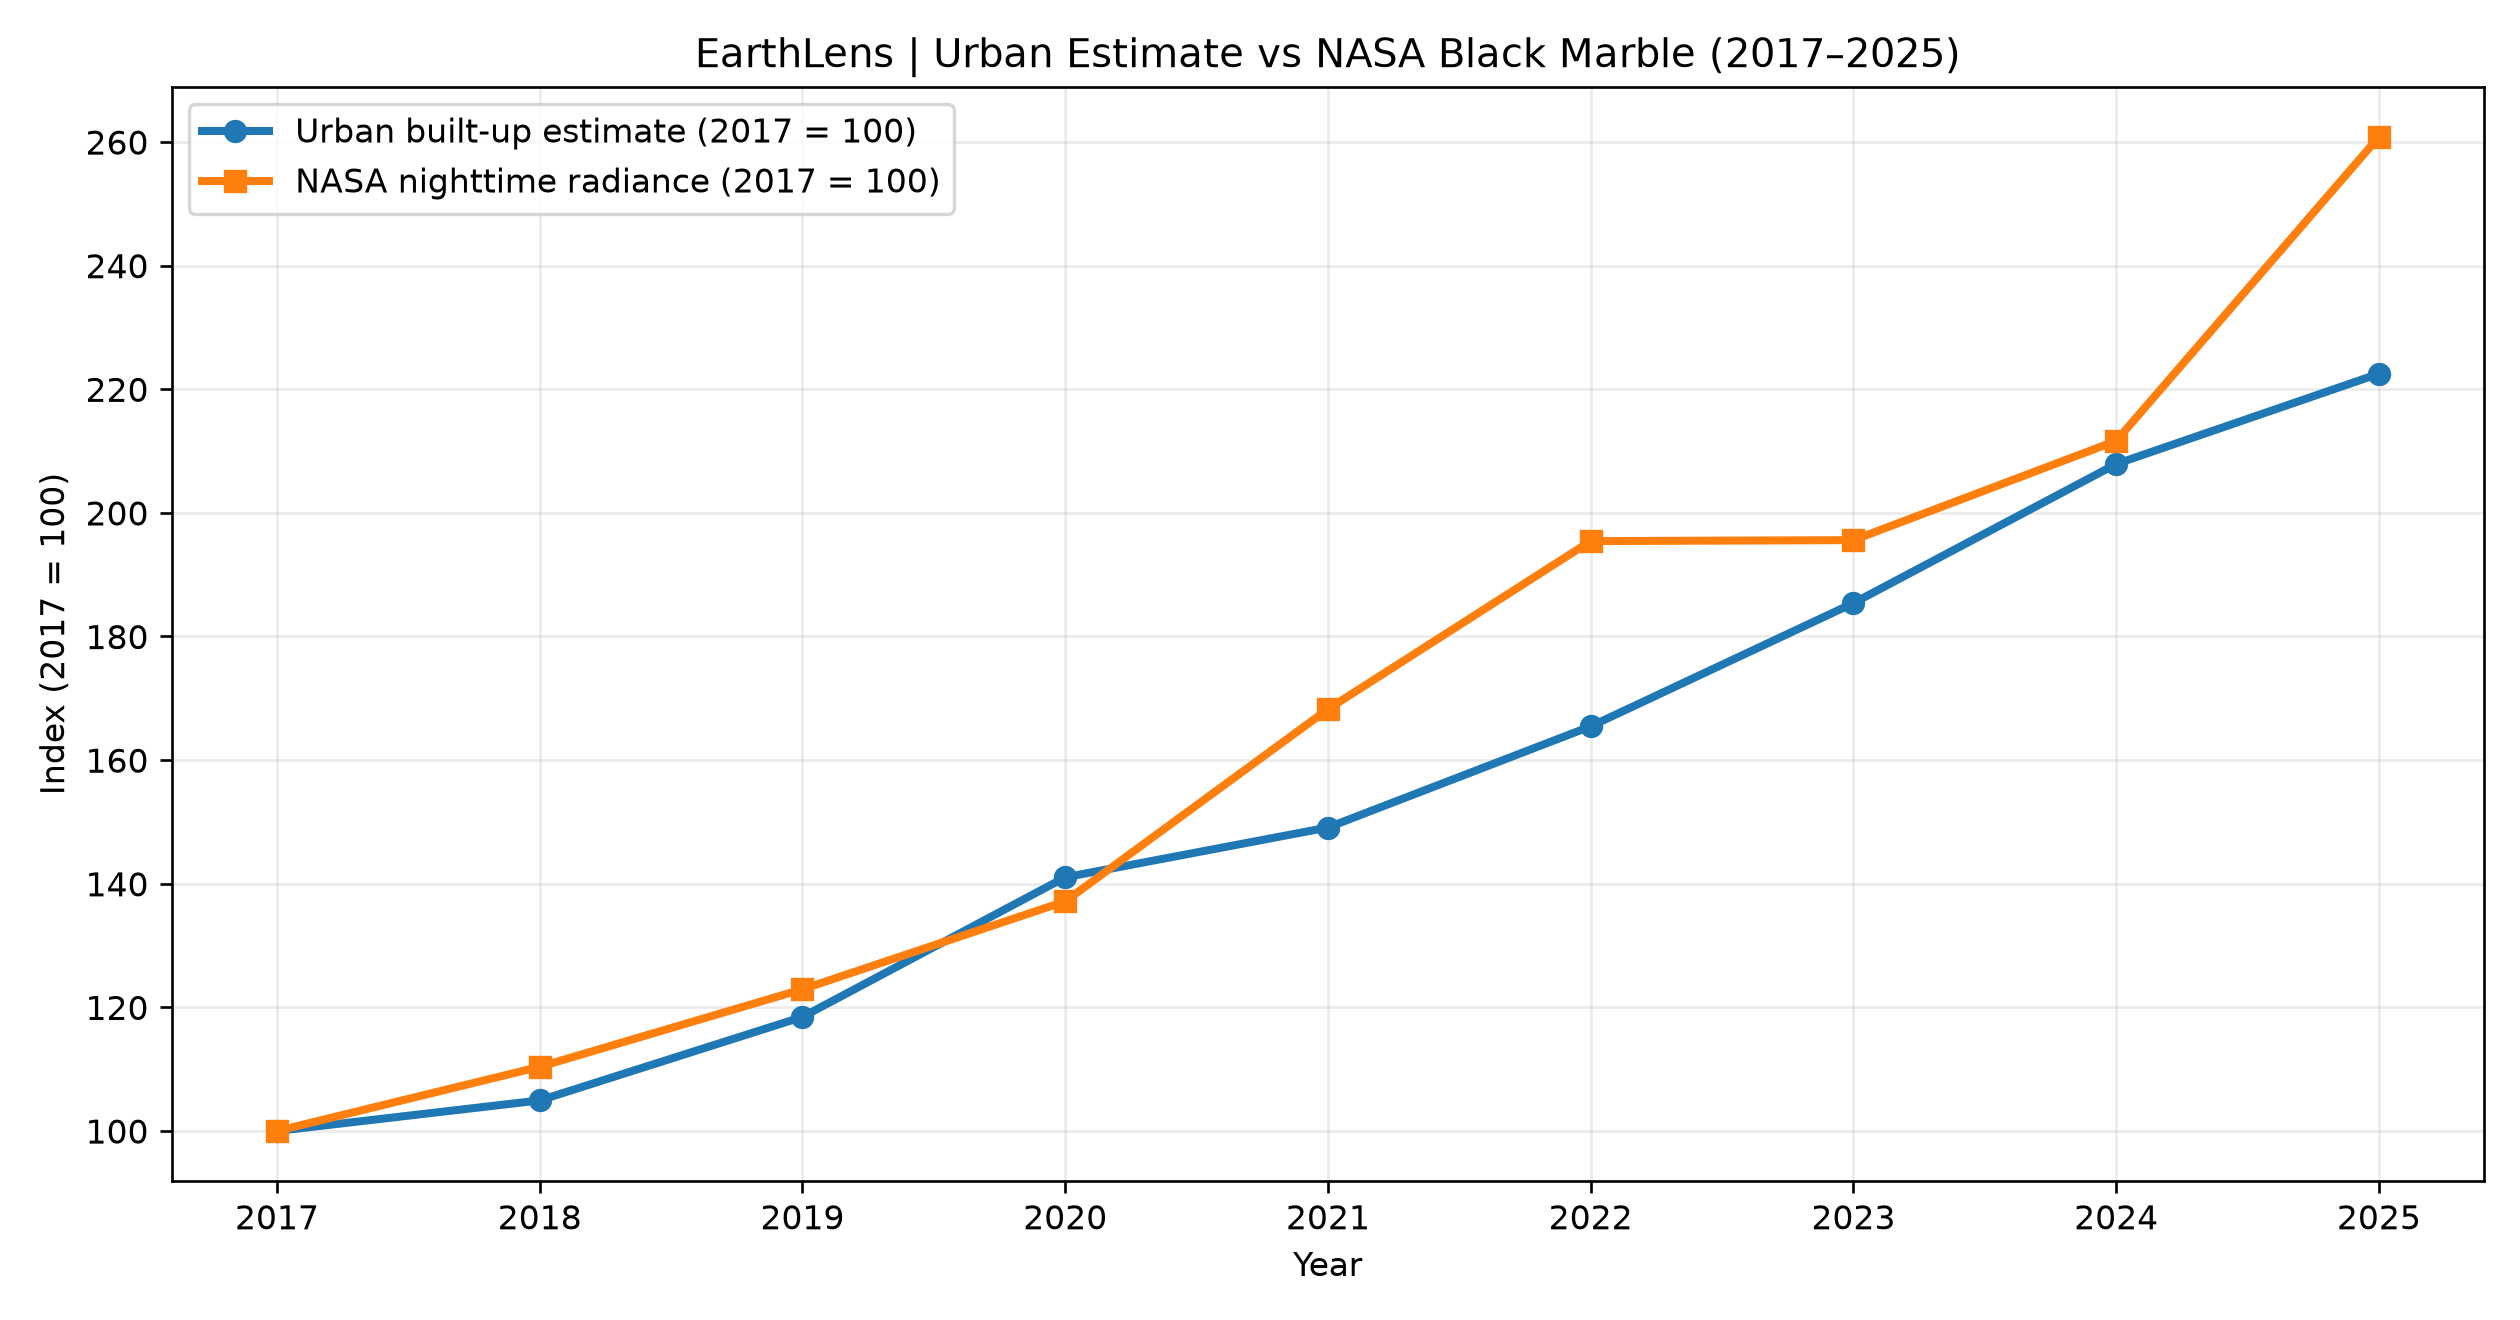 EarthLens | Urban Estimate vs NASA Black Marble (2017–2025)
Urban built-up estimate (2017 = 100)
NASA nighttime radiance (2017 = 100)
Index (2017 = 100)
260
240
220
200
180
160
140
120
100
2017 2018 2019 2020 2021 2022 2023 2024 2025
Year